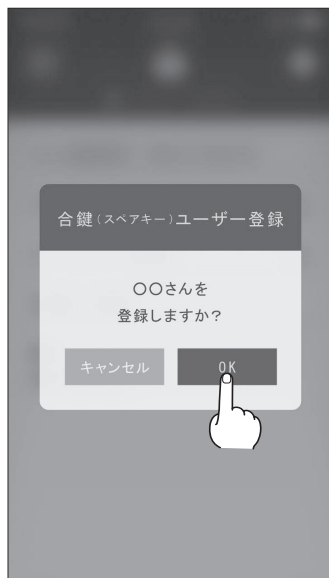 合鍵（スペアキー）ユーザー登録
〇〇さんを
登録しますか？
キャンセル
OK